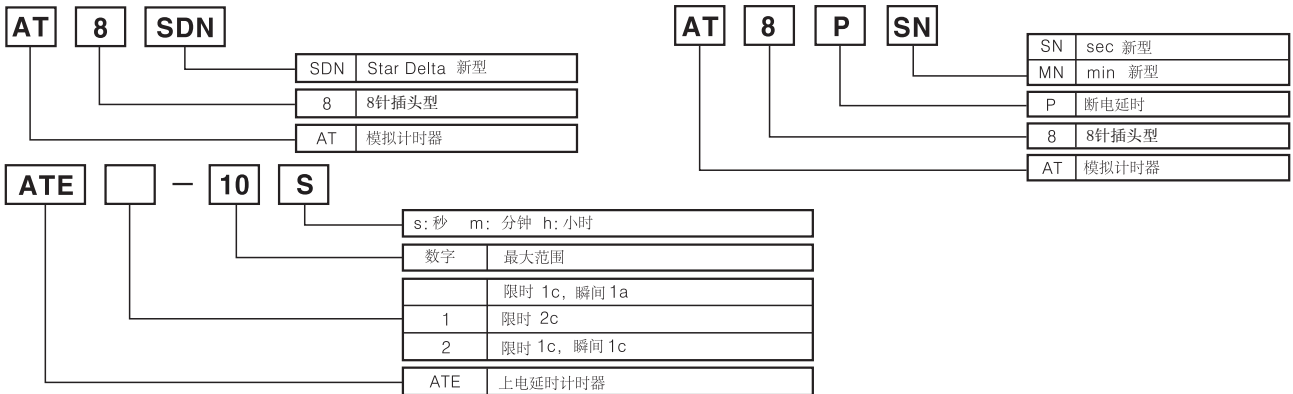 AT 8 SDN
SDN Star Delta 新型
8 8针插头型
AT 模拟计时器
AT 8 P SN
SN sec 新型
MN min 新型
P 断电延时
8 8针插头型
AT 模拟计时器
ATE — 10 S
s:秒 m: 分钟 h:小时
数字 最大范围
限时 1c, 瞬间1a
1 限时 2c
2 限时 1c, 瞬间1c
ATE 上电延时计时器